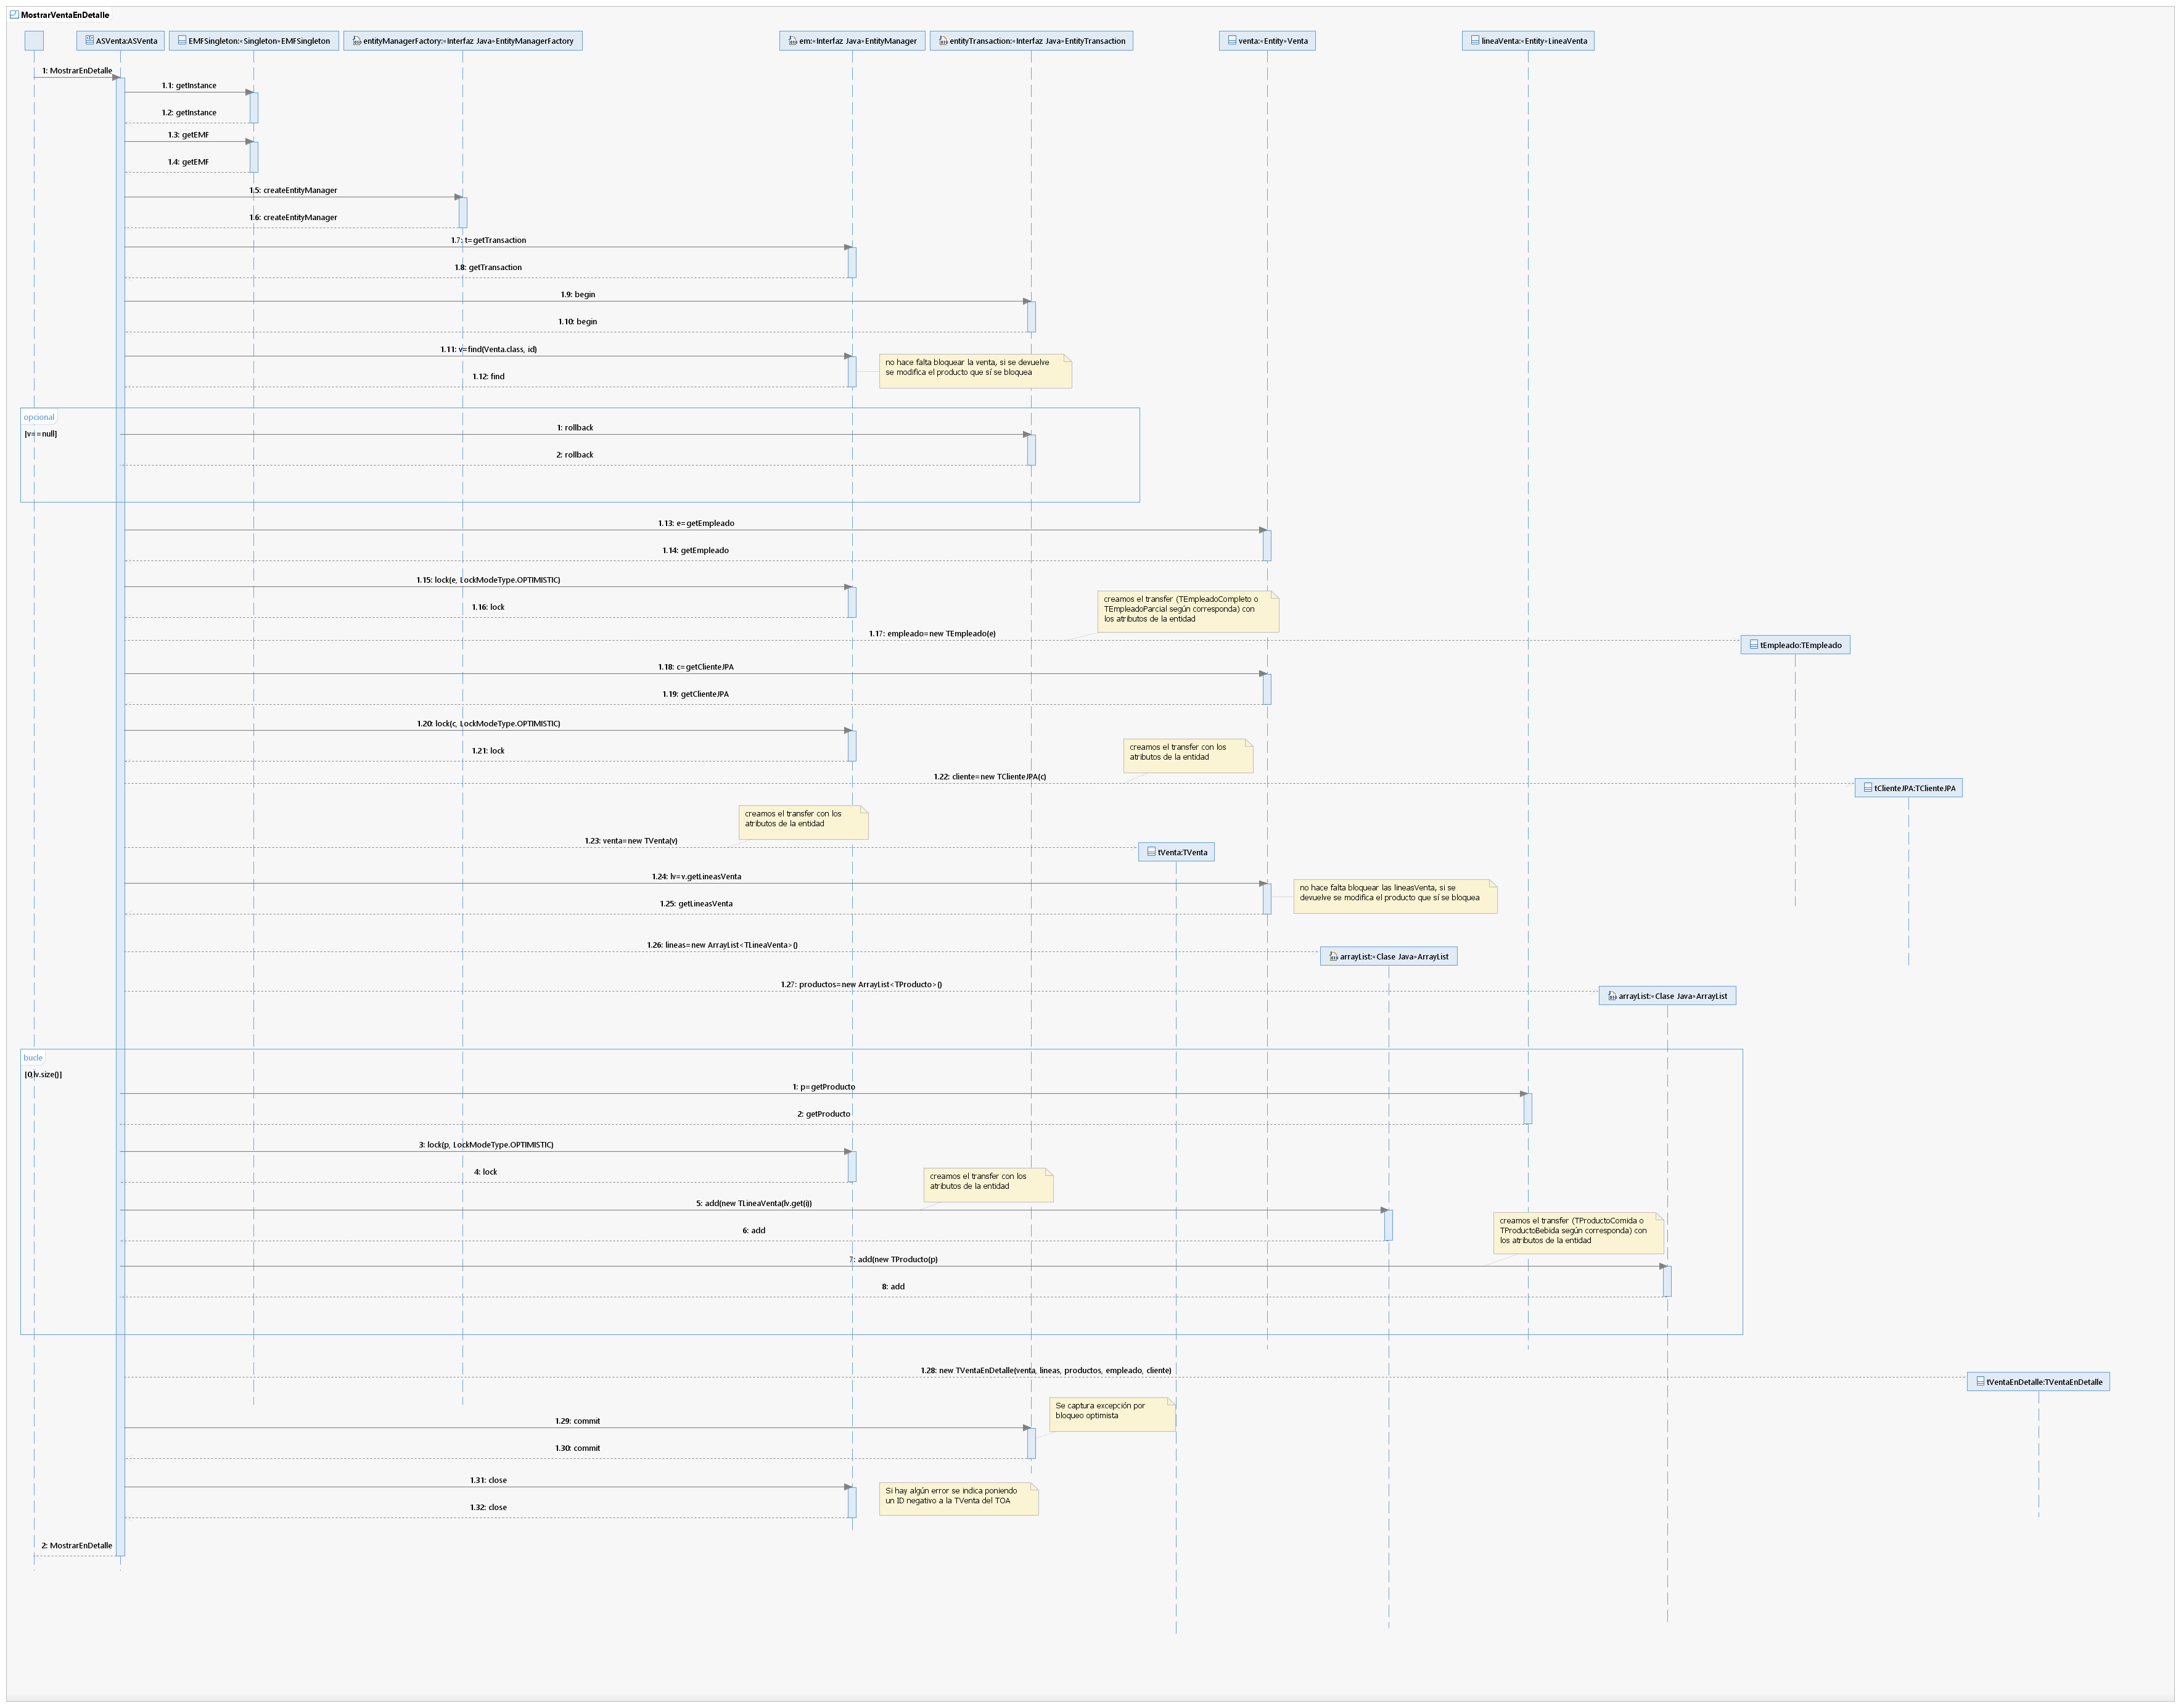 MostrarVentaEnDetalle
ASVenta:ASVenta
EMFSingleton:«Singleton»EMFSingleton
entityManagerFactory:«Interfaz Java»EntityManagerFactory
em:«Interfaz Java»EntityManager
entityTransaction:«Interfaz Java»EntityTransaction
venta:«Entity»Venta
lineaVenta:«Entity»LineaVenta
1: MostrarEnDetalle
1.1: getInstance
1.2: getInstance
1.3: getEMF
1.4: getEMF
1.5: createEntityManager
1.6: createEntityManager
1.7: t=getTransaction
1.8: getTransaction
1.9: begin
1.10: begin
1.11: v=find(Venta.class, id)
no hace falta bloquear la venta, si se devuelve
se modifica el producto que sí se bloquea
1.12: find
opcional
[v==null]
1: rollback
2: rollback
1.13: e=getEmpleado
1.14: getEmpleado
1.15: lock(e, LockModeType.OPTIMISTIC)
1.16: lock
creamos el transfer (TEmpleadoCompleto o
TEmpleadoParcial según corresponda) con
los atributos de la entidad
1.17: empleado=new TEmpleado(e)
tEmpleado:TEmpleado
1.18: c=getClienteJPA
1.19: getClienteJPA
1.20: lock(c, LockModeType.OPTIMISTIC)
1.21: lock
creamos el transfer con los
atributos de la entidad
1.22: cliente=new TClienteJPA(c)
tClienteJPA:TClienteJPA
creamos el transfer con los
atributos de la entidad
1.23: venta=new TVenta(v)
tVenta:TVenta
1.24: lv=v.getLineasVenta
no hace falta bloquear las lineasVenta, si se
devuelve se modifica el producto que sí se bloquea
1.25: getLineasVenta
1.26: lineas=new ArrayList<TLineaVenta>()
arrayList:«Clase Java»ArrayList
1.27: productos=new ArrayList<TProducto>()
arrayList:«Clase Java»ArrayList
bucle
[0,lv.size()]
1: p=getProducto
2: getProducto
3: lock(p, LockModeType.OPTIMISTIC)
4: lock
creamos el transfer con los
atributos de la entidad
5: add(new TLineaVenta(lv.get(i))
6: add
creamos el transfer (TProductoComida o
TProductoBebida según corresponda) con
los atributos de la entidad
7: add(new TProducto(p)
8: add
1.28: new TVentaEnDetalle(venta, lineas, productos, empleado, cliente)
tVentaEnDetalle:TVentaEnDetalle
Se captura excepción por
bloqueo optimista
1.29: commit
1.30: commit
1.31: close
Si hay algún error se indica poniendo
un ID negativo a la TVenta del TOA
1.32: close
2: MostrarEnDetalle